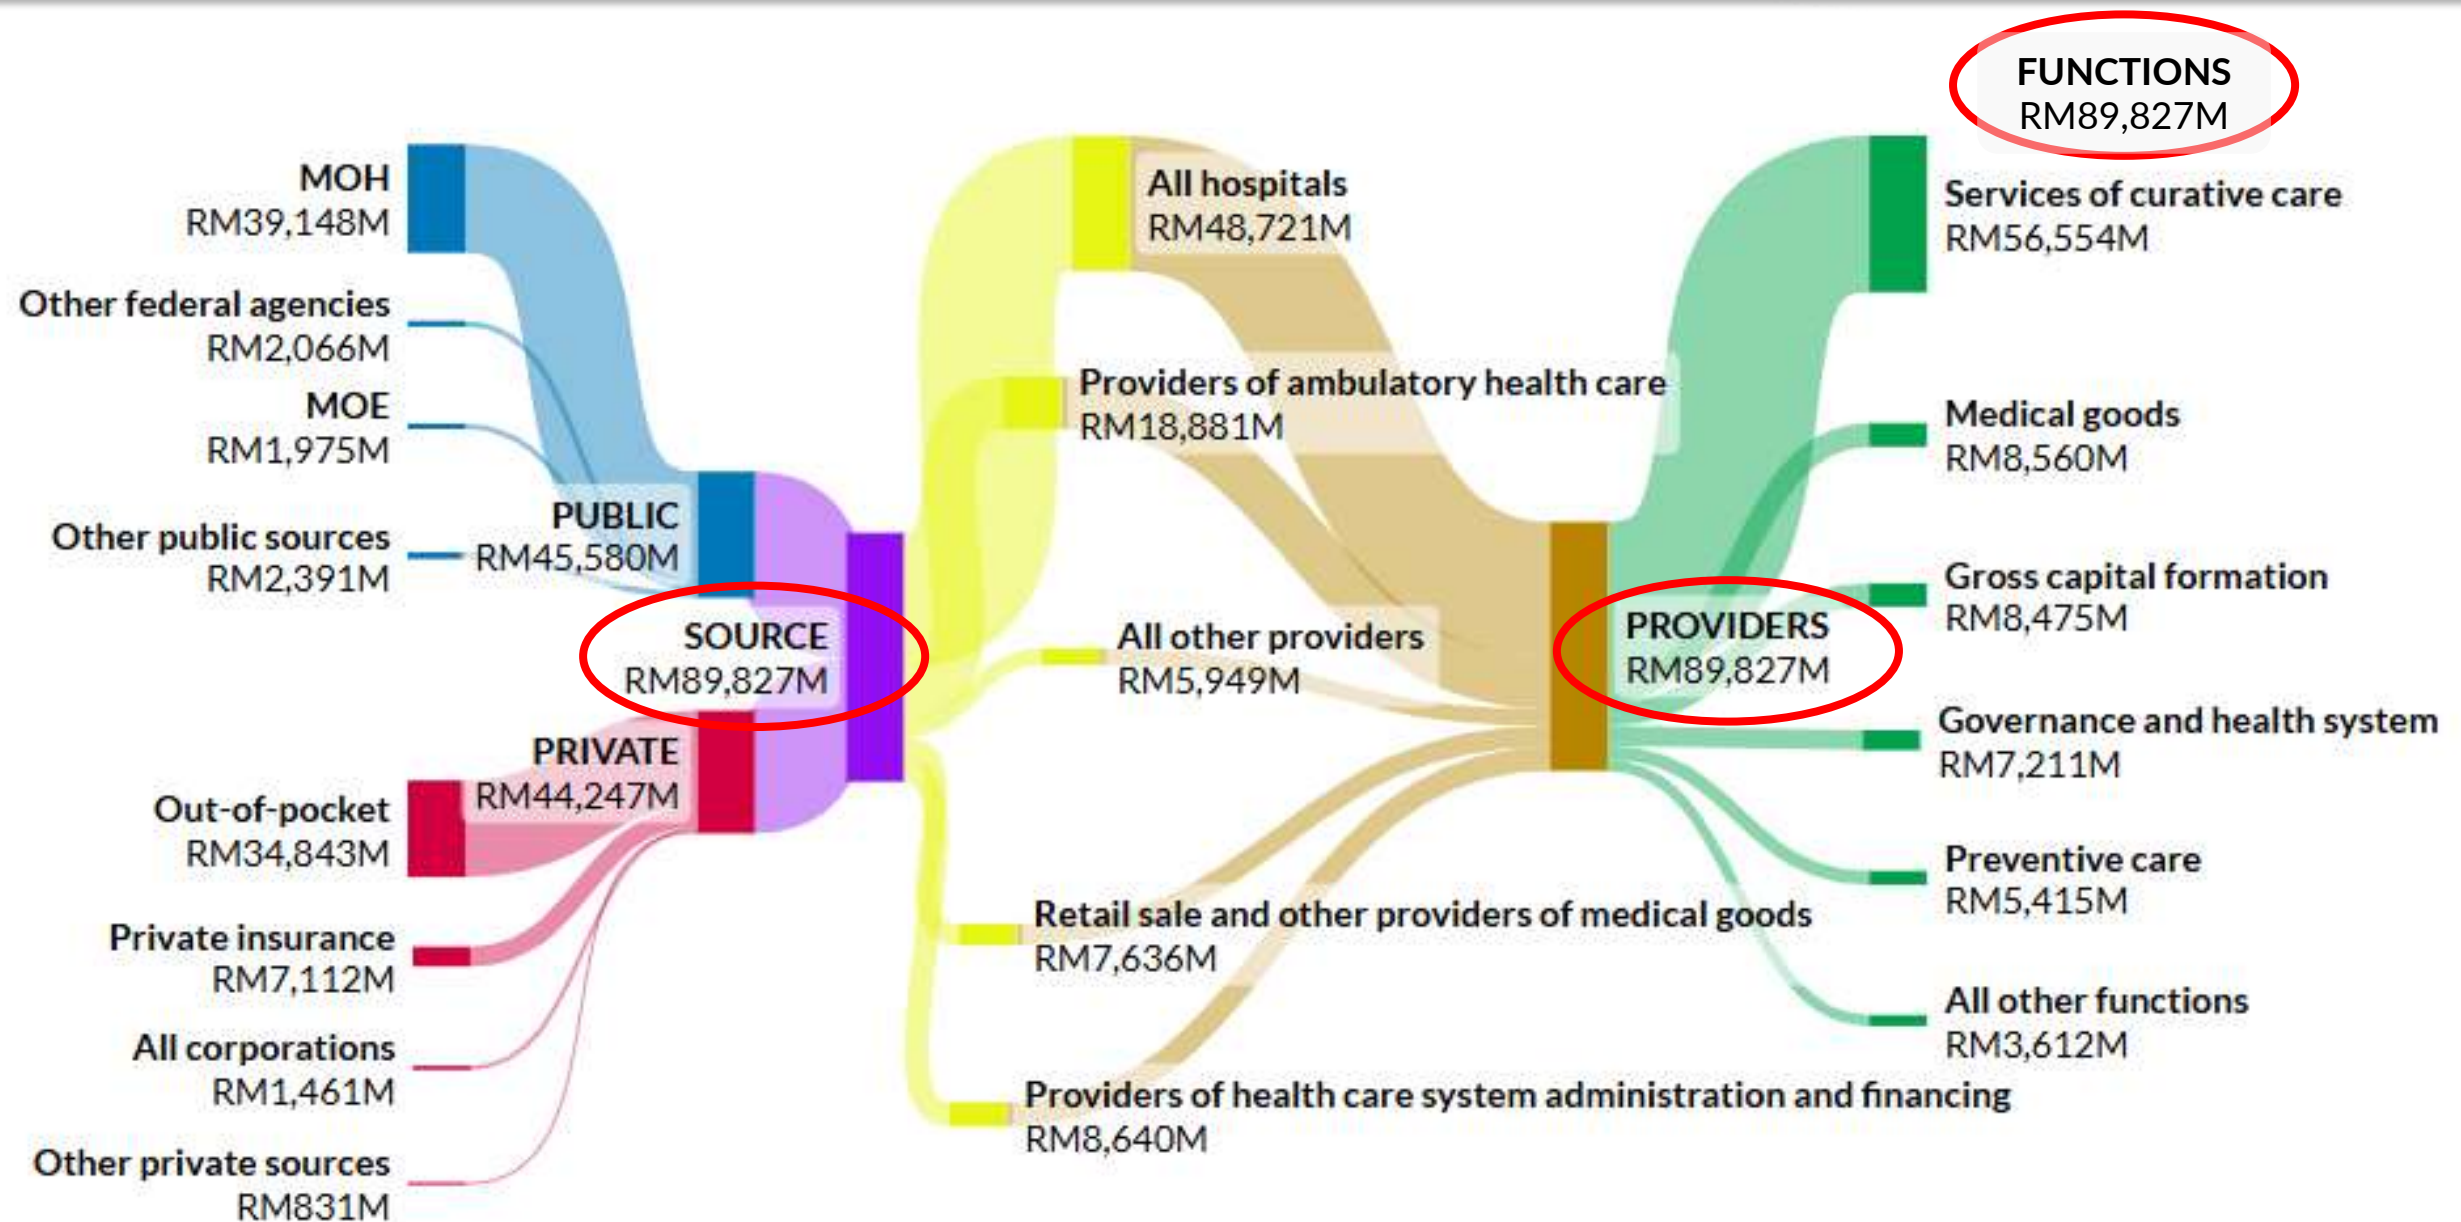 FUNCTIONS
RM89,827M
MOH
RM39,148M
Other federal agencies
RM2,066M
MOE
RM1,975M
Other public sources
RM2,391M
PUBLIC
RM45,580M
SOURCE
RM89,827M
PRIVATE
RM44,247M
Out-of-pocket
RM34,843M
Private insurance
RM7,112M
All corporations
RM1,461M
Other private sources
RM831M
All hospitals
RM48,721M
Providers of ambulatory health care
RM18,881M
All other providers
RM5,949M
Retail sale and other providers of medical goods
RM7,636M
Providers of health care system administration and financing
RM8,640M
PROVIDERS
RM89,827M
Services of curative care
RM56,554M
Medical goods
RM8,560M
Gross capital formation
RM8,475M
Governance and health system
RM7,211M
Preventive care
RM5,415M
All other functions
RM3,612M